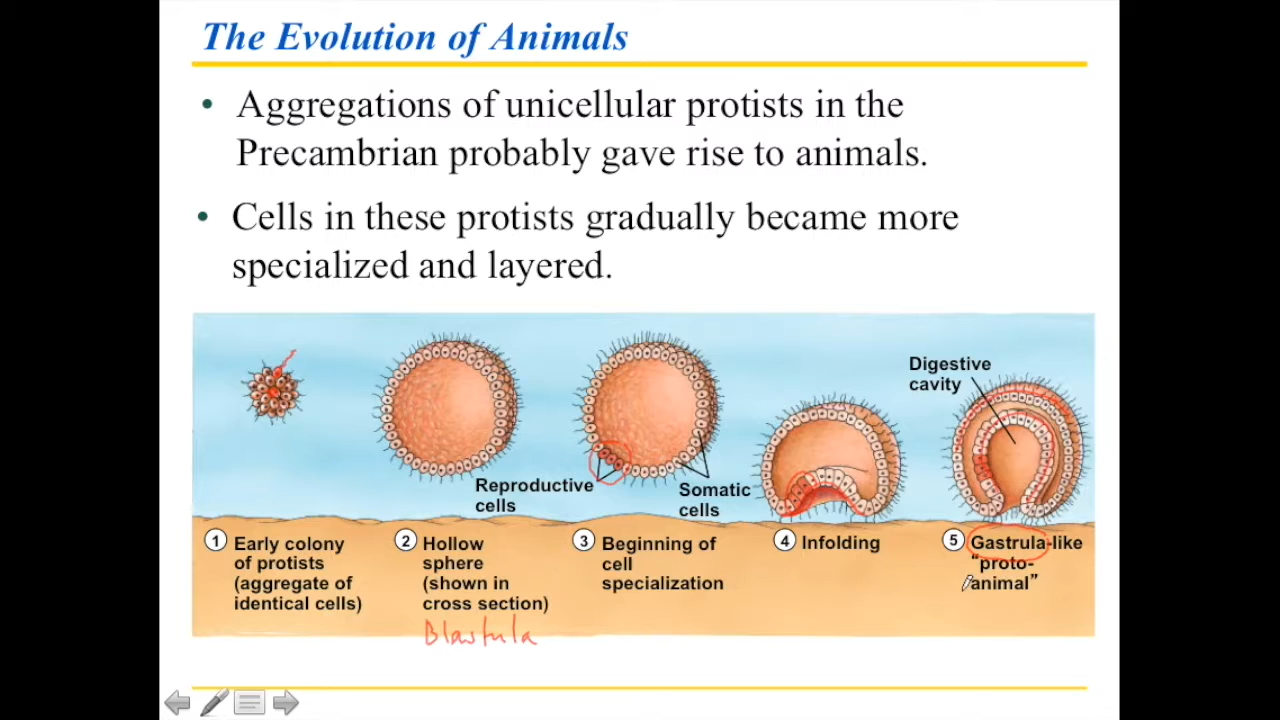 The Evolution of Animals
• Aggregations of unicellular protists in the
Precambrian probably gave rise to animals.
• Cells in these protists gradually became more
specialized and layered.
Digestive
cavity
Reproductive
cells
Somatic
cells
1 Early colony
of protists
(aggregate of
identical cells)
2 Hollow
sphere
(shown in
cross section)
Blastula
3 Beginning of
cell
specialization
4 Infolding
5 Gastrula-like
“proto-
animal”